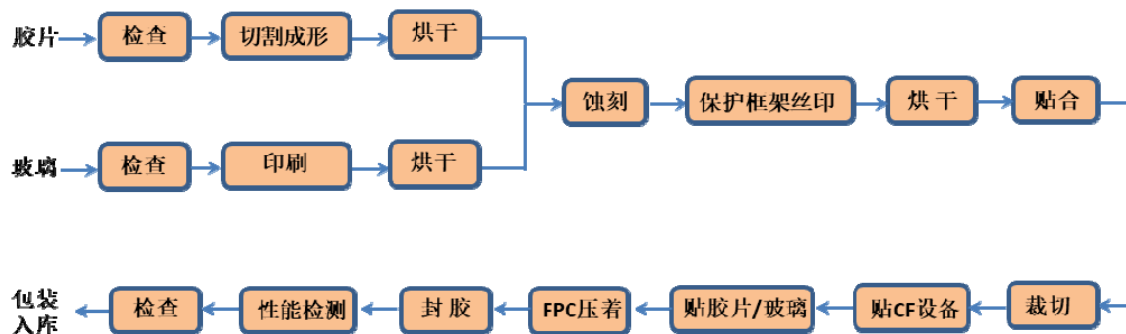 胶片
检查
切割成形
烘干
玻璃
检查
印刷
烘干
蚀刻
保护框架丝印
烘 干
贴合
包装
入库
检查
性能检测
封 胶
FPC压着
贴胶片/玻璃
贴CF设备
裁切